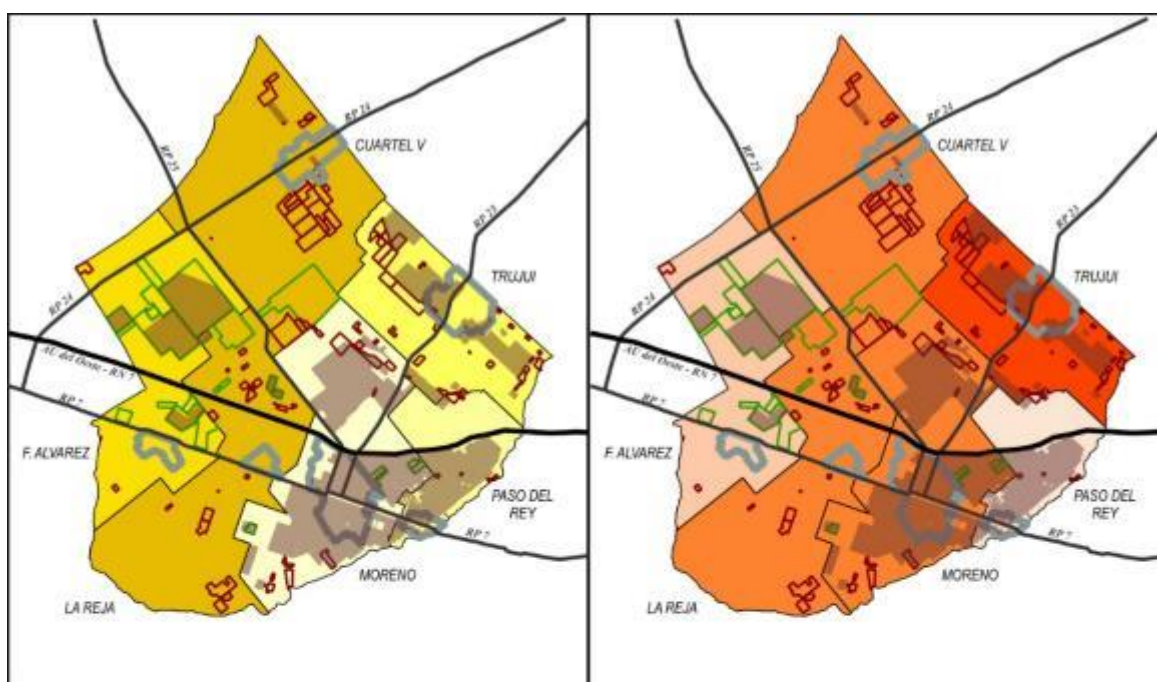 RP 24
CUARTEL V
RP 25
RP 23
TRUJUI
RP 24
AU del Oeste - RN 7
RP 7
F. ALVAREZ
PASO DEL
REY
RP 7
MORENO
LA REJA
RP 24
CUARTEL V
RP 25
RP 23
TRUJUI
RP 24
AU del Oeste - RN 7
RP 7
F. ALVAREZ
PASO DEL
REY
RP 7
MORENO
LA REJA